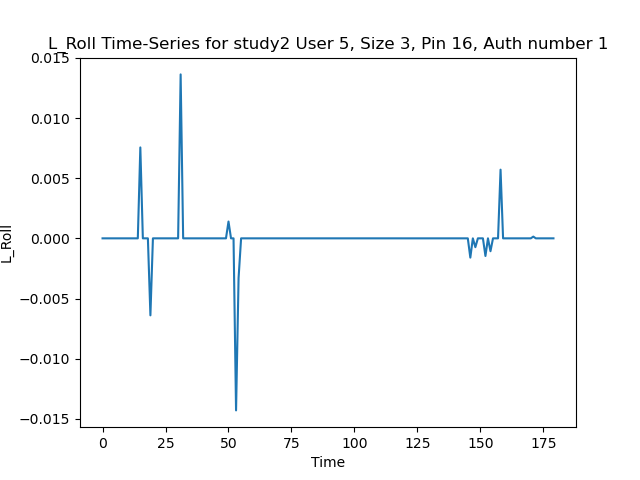 L_Roll Time-Series for study2 User 5, Size 3, Pin 16, Auth number 1
0.015
0.010
0.005
0.000
−0.005
−0.010
−0.015
L_Roll
0 25 50 75 100 125 150 175
Time